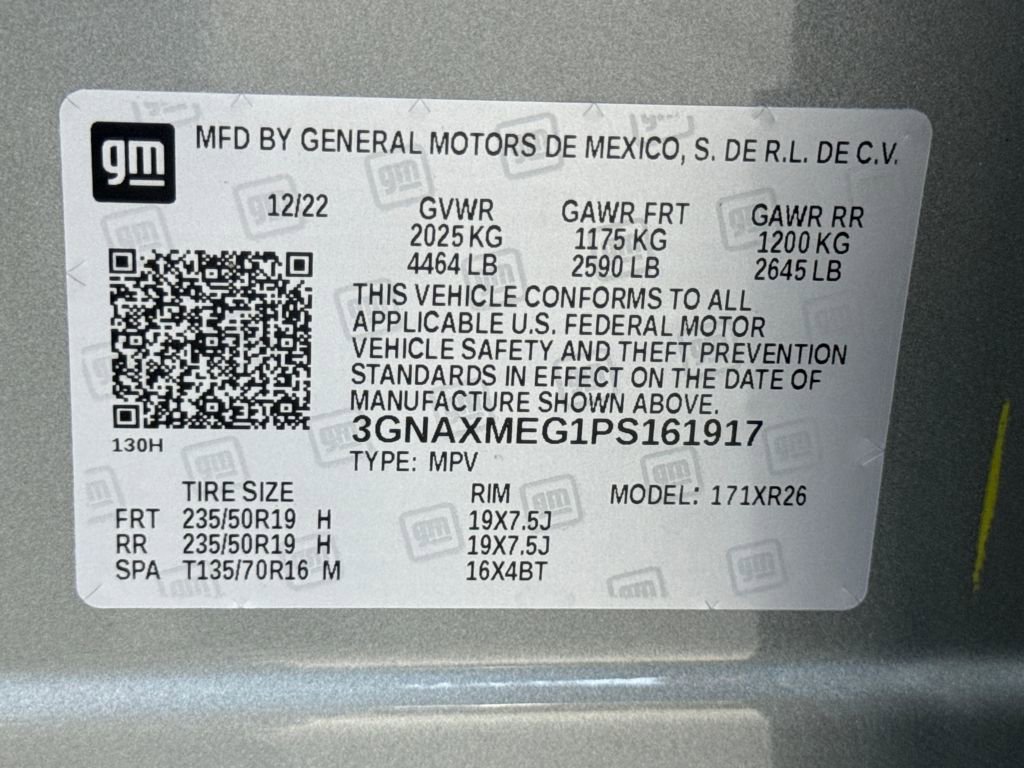 gm MFD BY GENERAL MOTORS DE MEXICO, S. DE R.L. DE C.V.
12/22 GVWR GAWR FRT GAWR RR
2025 KG 1175 KG 1200 KG
4464 LB 2590 LB 2645 LB
THIS VEHICLE CONFORMS TO ALL
APPLICABLE U.S. FEDERAL MOTOR
VEHICLE SAFETY AND THEFT PREVENTION
STANDARDS IN EFFECT ON THE DATE OF
MANUFACTURE SHOWN ABOVE.
130H 3GNAXMEG1PS161917
TYPE: MPV
TIRE SIZE RIM MODEL: 171XR26
FRT 235/50R19 H 19X7.5J
RR 235/50R19 H 19X7.5J
SPA T135/70R16 M 16X4BT